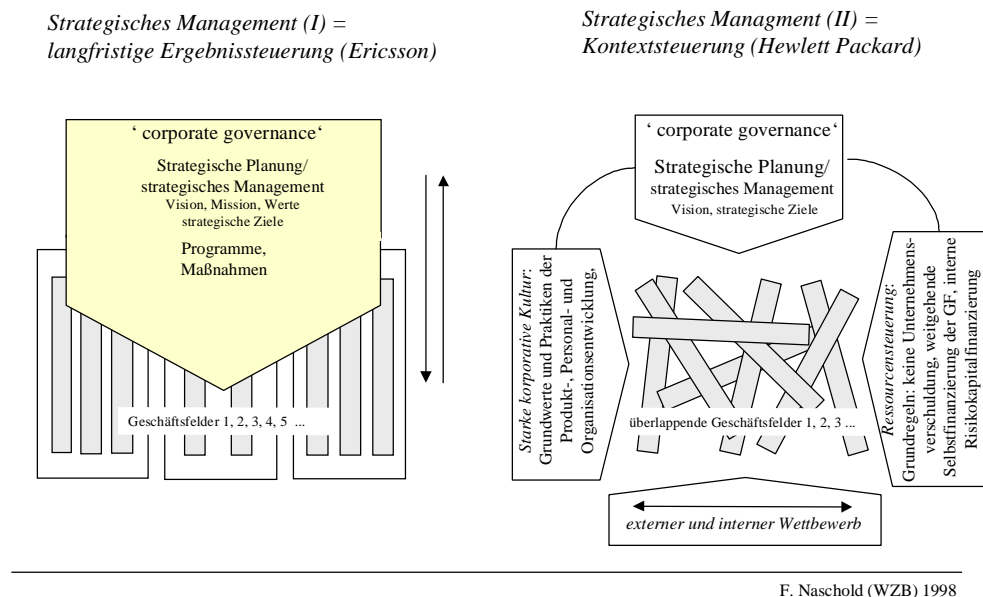 Strategisches Management (I) =
langfristige Ergebnissteuerung (Ericsson)
‘ corporate governance‘
Strategische Planung/
strategisches Management
Vision, Mission, Werte
strategische Ziele
Programme,
Maßnahmen
Geschäftsfelder 1, 2, 3, 4, 5 ...
Strategisches Managment (II) =
Kontextsteuerung (Hewlett Packard)
‘ corporate governance‘
Strategische Planung/
strategisches Management
Vision, strategische Ziele
Starke korporative Kultur:
Grundwerte und Praktiken der
Produkt-, Personal- und
Organisationsentwicklung,
überlappende Geschäftsfelder 1, 2, 3 ...
Ressourcensteuerung:
Grundregeln: keine Unternehmens-
verschuldung, weitgehende
Selbstfinanzierung der GF, interne
Risikokapitalfinanzierung
externer und interner Wettbewerb
F. Naschold (WZB) 1998